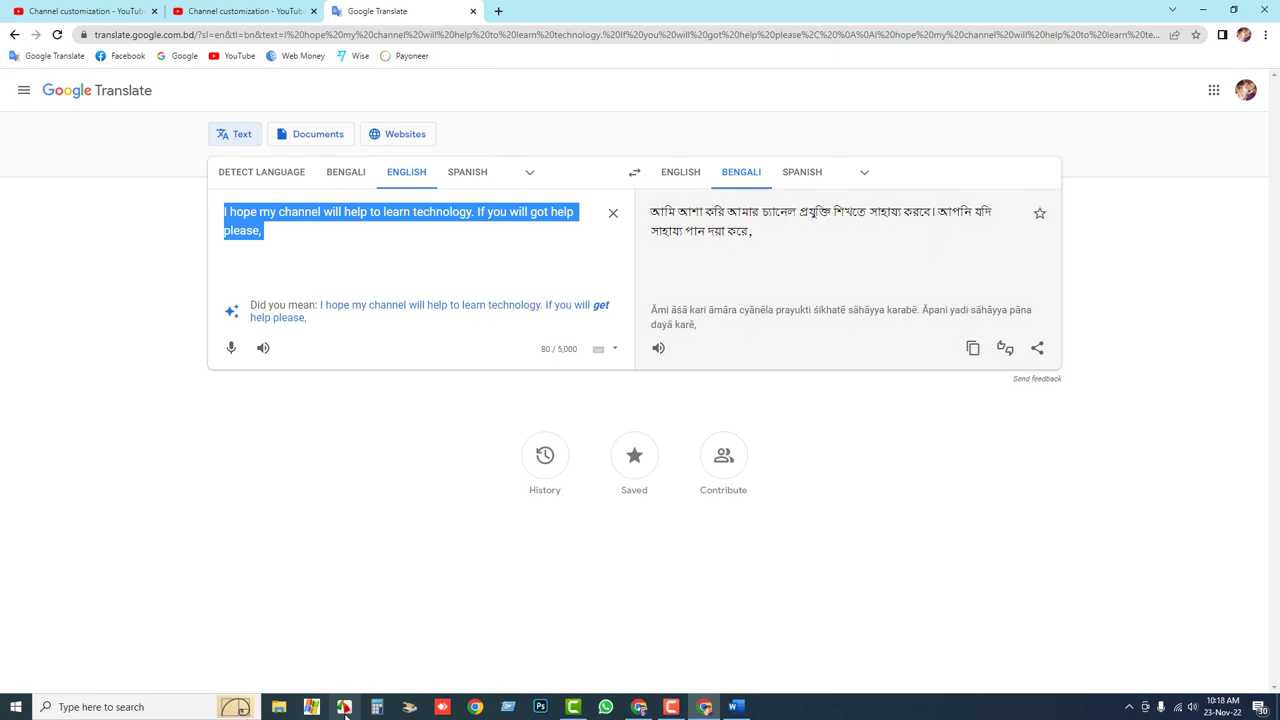 Channel customization - YouTube
Channel customization - YouTube
Google Translate
translate.google.com.bd/?sl=en&tl=bn&text=I%20hope%20my%20channel%20will%20help%20to%20learn%20technology.%20If%20you%20will%20got%20help%20please%2C%20%0A%0AI%20hope%20my%20channel%20will%20help%20to%20learn%20te...
Google Translate Facebook Google YouTube Web Money Wise Payoneer
Google Translate
Text Documents Websites
DETECT LANGUAGE BENGALI ENGLISH SPANISH ENGLISH BENGALI SPANISH
I hope my channel will help to learn technology. If you will got help
please,
আমি আশা করি আমার চ্যানেল প্রযুক্তি শিখতে সাহায্য করবে। আপনি যদি
সাহায্য পান দয়া করে,
Did you mean: I hope my channel will help to learn technology. If you will get
help please,
Āmi āśā kari āmāra cyānēla prayukti śikhatē sāhāyya karabē. Āpani yadi sāhāyya pāna
daẏā karē,
80 / 5,000
Send feedback
History Saved Contribute
Type here to search
10:18 AM
23-Nov-22
30